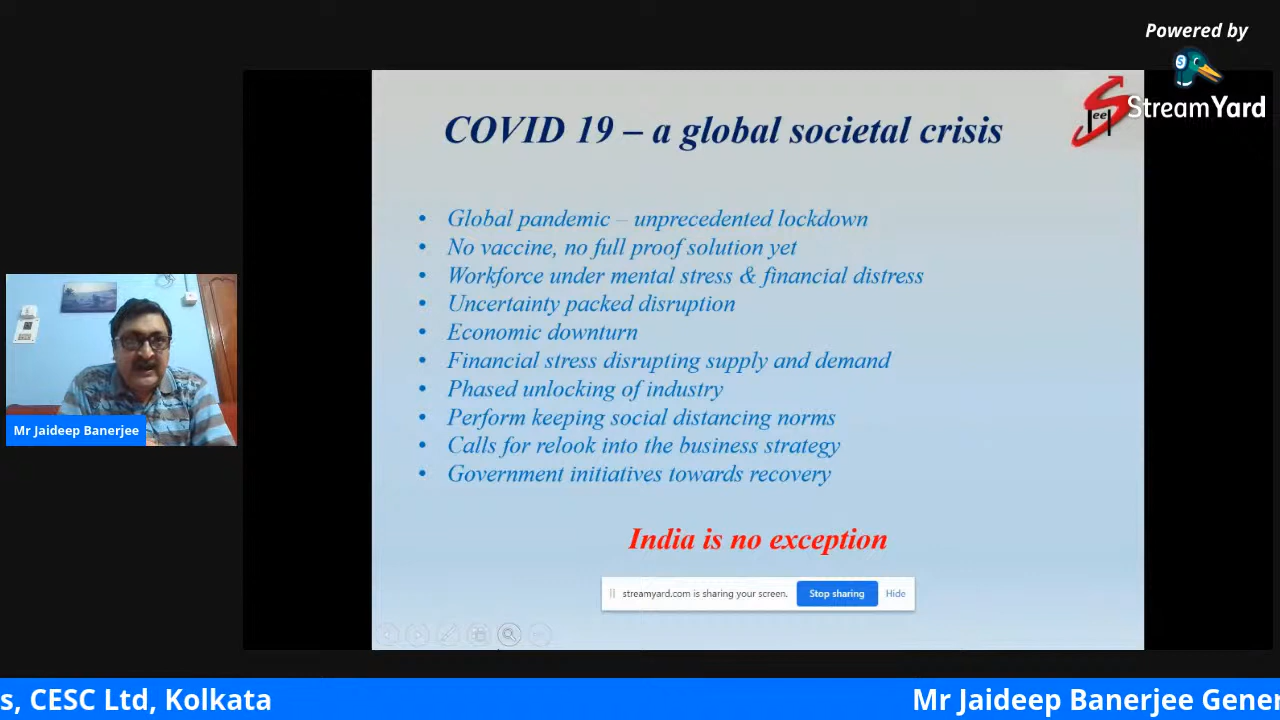 Powered by
StreamYard
COVID 19 – a global societal crisis
ee
• Global pandemic – unprecedented lockdown
• No vaccine, no full proof solution yet
• Workforce under mental stress & financial distress
• Uncertainty packed disruption
• Economic downturn
• Financial stress disrupting supply and demand
• Phased unlocking of industry
• Perform keeping social distancing norms
• Calls for relook into the business strategy
• Government initiatives towards recovery
India is no exception
streamyard.com is sharing your screen. Stop sharing Hide
Mr Jaideep Banerjee
s, CESC Ltd, Kolkata Mr Jaideep Banerjee Gener